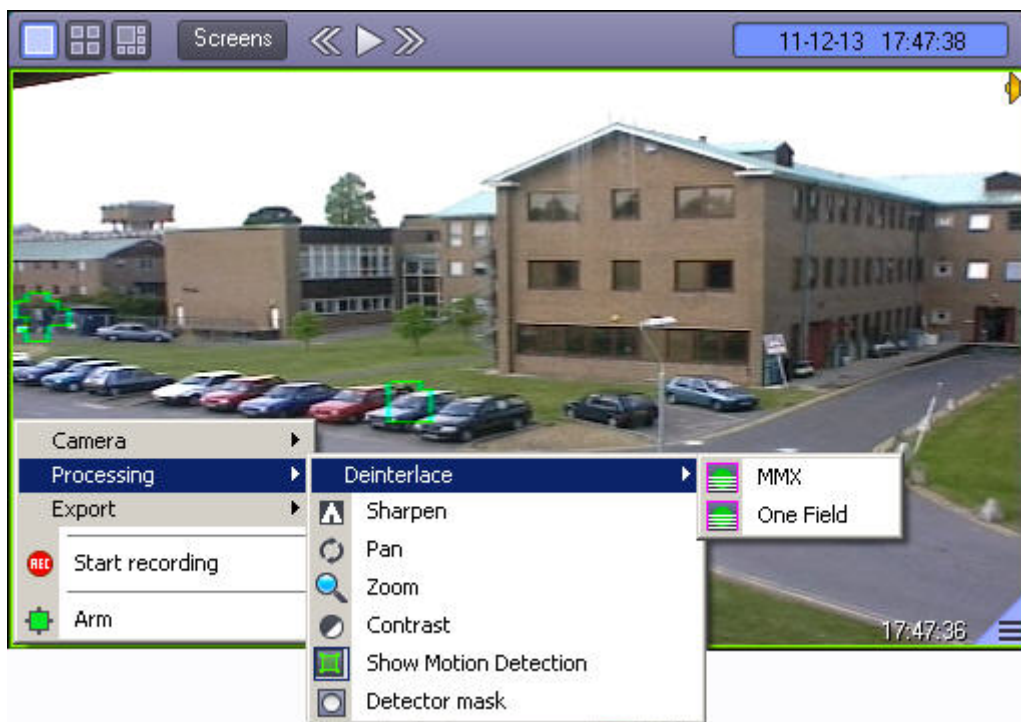 Screens
11-12-13 17:47:38
Camera
Processing
Export
REC Start recording
Arm
Deinterlace
Sharpen
Pan
Zoom
Contrast
Show Motion Detection
Detector mask
MMX
One Field
17:47:36